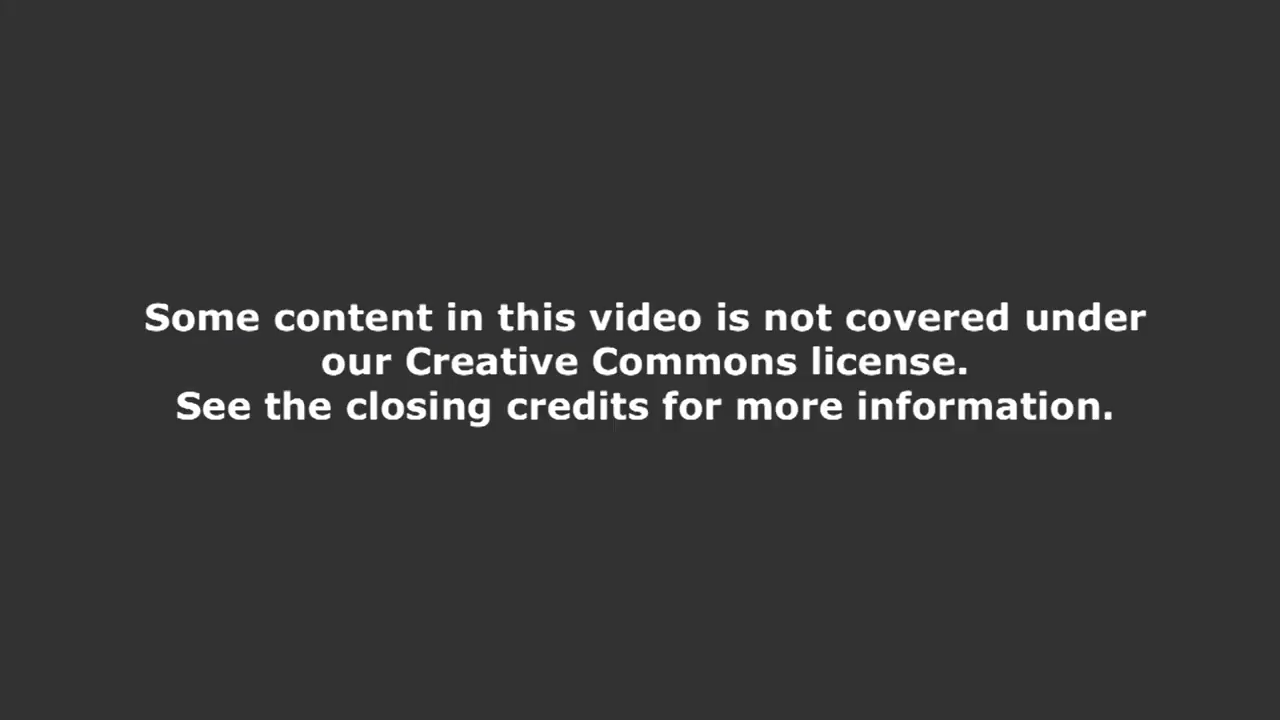 Some content in this video is not covered under
our Creative Commons license.
See the closing credits for more information.